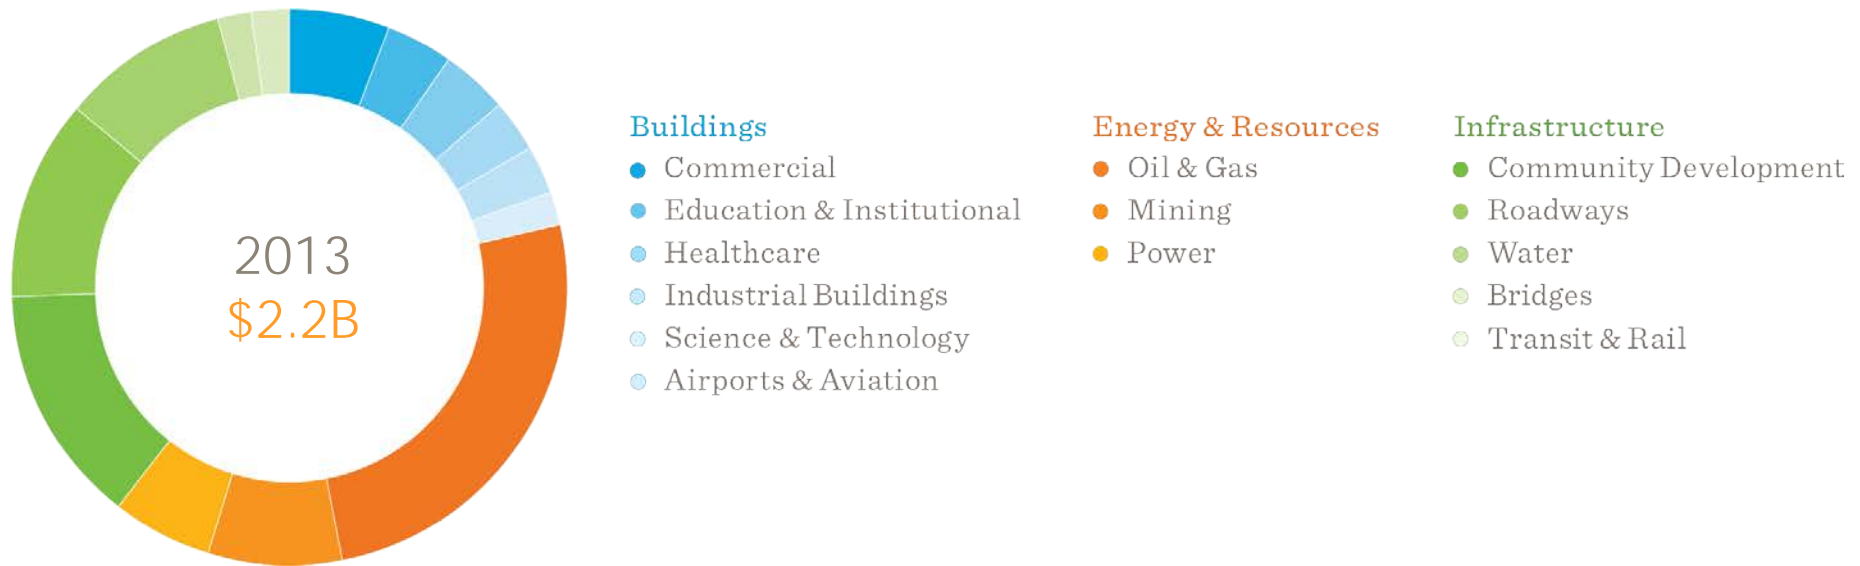 2013
$2.2B
Buildings
Commercial
Education & Institutional
Healthcare
Industrial Buildings
Science & Technology
Airports & Aviation
Energy & Resources
Oil & Gas
Mining
Power
Infrastructure
Community Development
Roadways
Water
Bridges
Transit & Rail